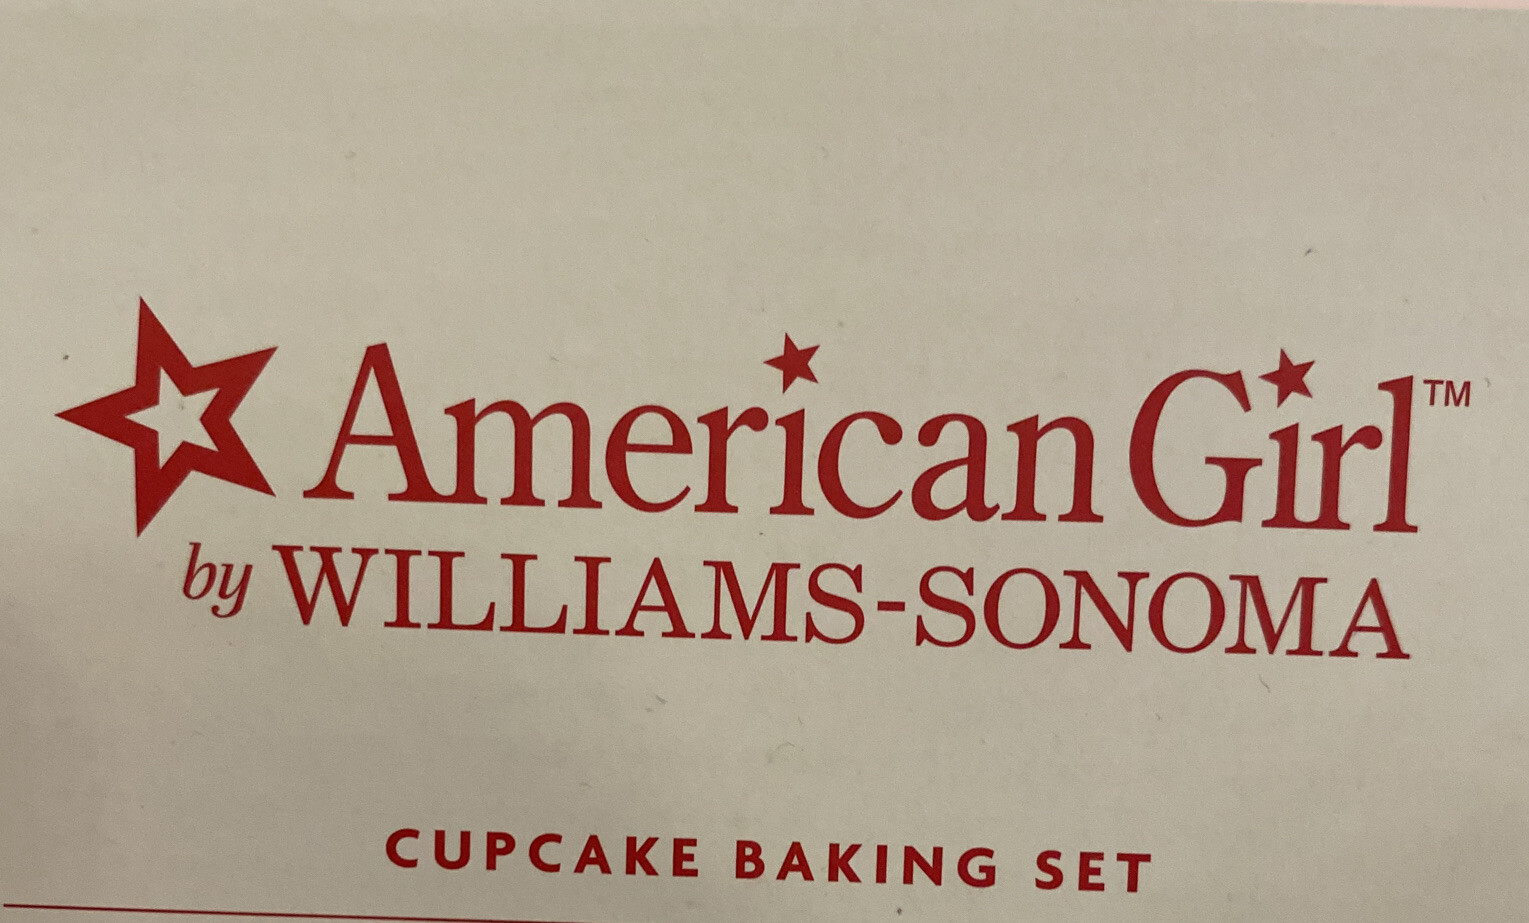 American Girl™
by WILLIAMS-SONOMA
CUPCAKE BAKING SET